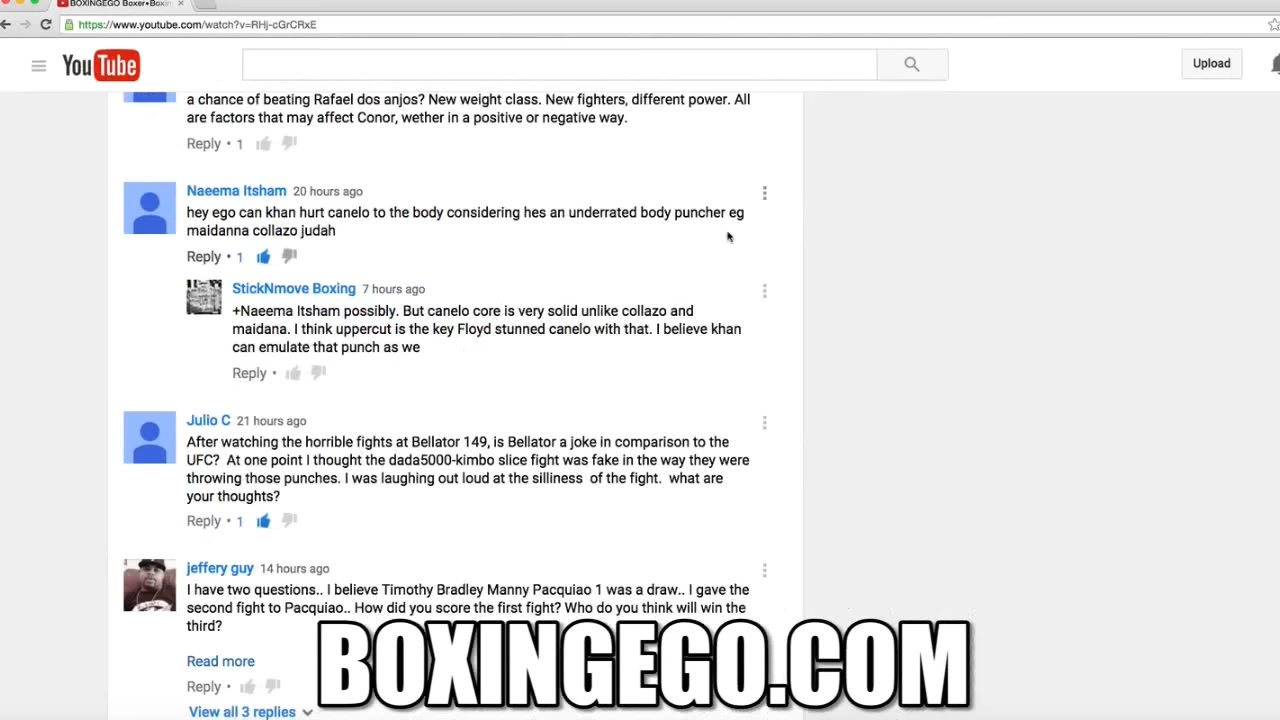 BOXINGEGO Boxer•Boxin
https://www.youtube.com/watch?v=RHj-cGrCRxE
YouTube
Upload
a chance of beating Rafael dos anjos? New weight class. New fighters, different power. All
are factors that may affect Conor, wether in a positive or negative way.
Reply • 1
Naeema Itsham 20 hours ago
hey ego can khan hurt canelo to the body considering hes an underrated body puncher eg
maidanna collazo judah
Reply • 1
StickNmove Boxing 7 hours ago
+Naeema Itsham possibly. But canelo core is very solid unlike collazo and
maidana. I think uppercut is the key Floyd stunned canelo with that. I believe khan
can emulate that punch as we
Reply •
Julio C 21 hours ago
After watching the horrible fights at Bellator 149, is Bellator a joke in comparison to the
UFC? At one point I thought the dada5000-kimbo slice fight was fake in the way they were
throwing those punches. I was laughing out loud at the silliness of the fight. what are
your thoughts?
Reply • 1
jeffery guy 14 hours ago
I have two questions.. I believe Timothy Bradley Manny Pacquiao 1 was a draw.. I gave the
second fight to Pacquiao.. How did you score the first fight? Who do you think will win the
third?
Read more
Reply •
View all 3 replies
BOXINGEGO.COM